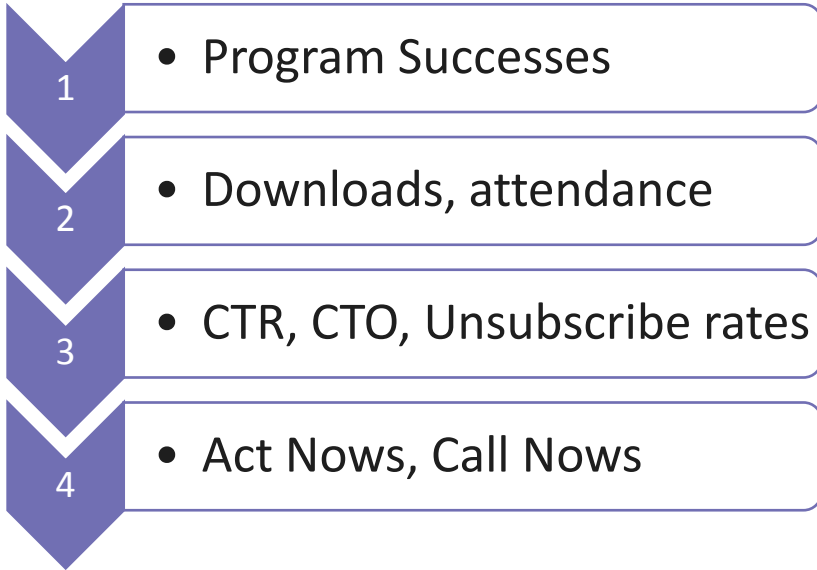 1
• Program Successes
2
• Downloads, attendance
3
• CTR, CTO, Unsubscribe rates
4
• Act Nows, Call Nows